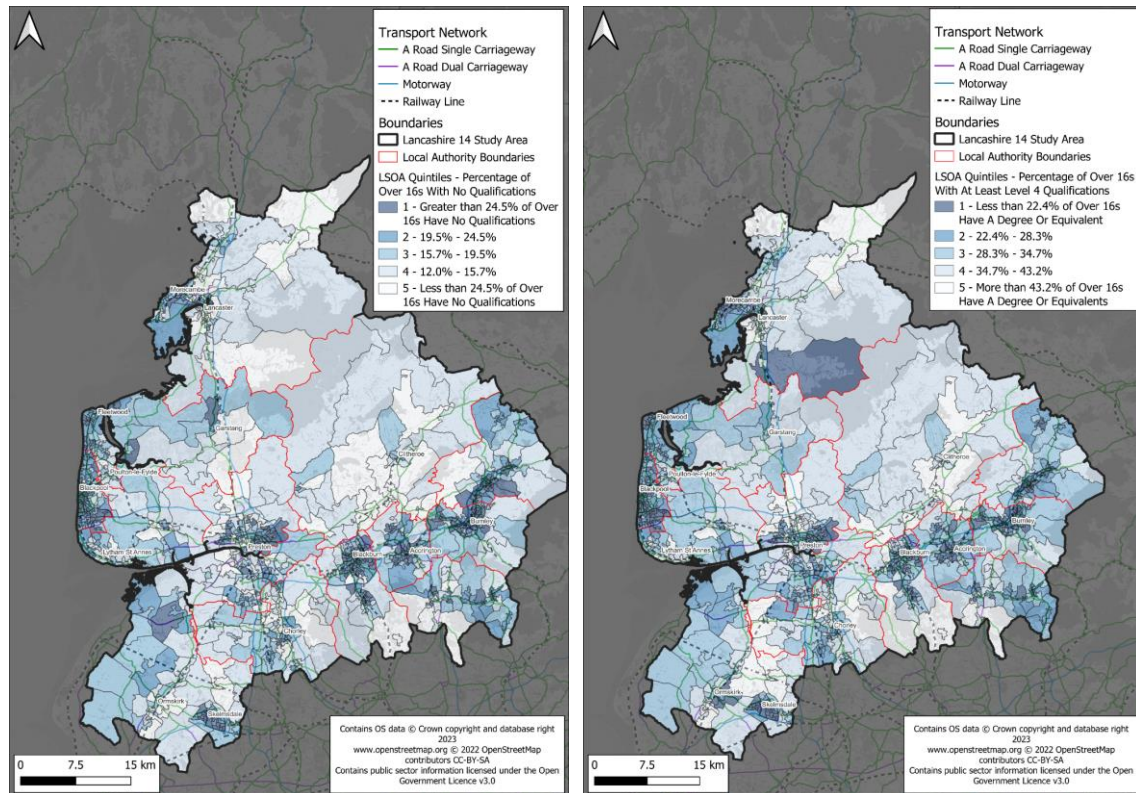 Transport Network
A Road Single Carriageway
A Road Dual Carriageway
Motorway
Railway Line
Boundaries
Lancashire 14 Study Area
Local Authority Boundaries
LSOA Quintiles - Percentage of
Over 16s With No Qualifications
1 - Greater than 24.5% of Over
16s Have No Qualifications
2 - 19.5% - 24.5%
3 - 15.7% - 19.5%
4 - 12.0% - 15.7%
5 - Less than 24.5% of Over
16s Have No Qualifications
Morecambe
Lancaster
Fleetwood
Garstang
Poulton-le-Fylde
Clitheroe
Blackpool
Burnley
Preston
Lytham St Annes
Blackburn
Accrington
Chorley
Ormskirk
Skelmersdale
Contains OS data © Crown copyright and database right
2023
www.openstreetmap.org © 2022 OpenStreetMap
contributors CC-BY-SA
Contains public sector information licensed under the Open
Government Licence v3.0
0 7.5 15 km
Transport Network
A Road Single Carriageway
A Road Dual Carriageway
Motorway
Railway Line
Boundaries
Lancashire 14 Study Area
Local Authority Boundaries
LSOA Quintiles - Percentage of Over 16s
With At Least Level 4 Qualifications
1 - Less than 22.4% of Over 16s
Have A Degree Or Equivalent
2 - 22.4% - 28.3%
3 - 28.3% - 34.7%
4 - 34.7% - 43.2%
5 - More than 43.2% of Over 16s
Have A Degree Or Equivalents
Morecambe
Lancaster
Fleetwood
Garstang
Poulton-le-Fylde
Clitheroe
Blackpool
Burnley
Preston
Lytham St Annes
Blackburn
Accrington
Chorley
Ormskirk
Skelmersdale
Contains OS data © Crown copyright and database right
2023
www.openstreetmap.org © 2022 OpenStreetMap
contributors CC-BY-SA
Contains public sector information licensed under the Open
Government Licence v3.0
0 7.5 15 km